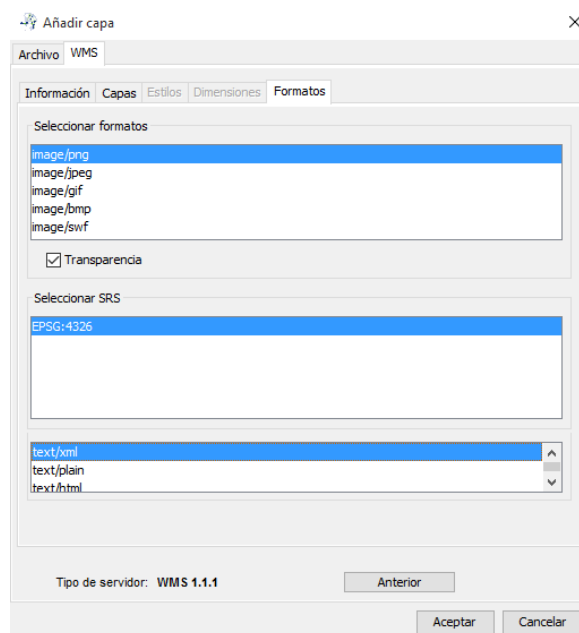 Añadir capa
Archivo WMS
Información Capas Estilos Dimensiones Formatos
Seleccionar formatos
image/png
image/jpeg
image/gif
image/bmp
image/swf
Transparencia
Seleccionar SRS
EPSG:4326
text/xml
text/plain
text/html
Tipo de servidor: WMS 1.1.1 Anterior
Aceptar Cancelar